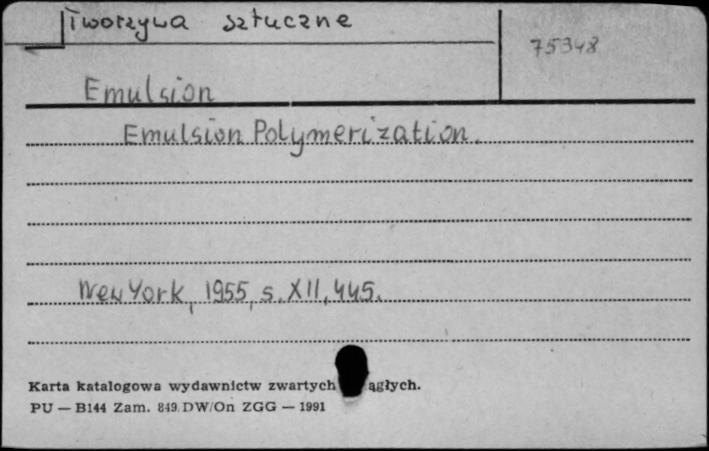 Tworzywa sztuczne
75348
Emulsion
Emulsion Polymerization.
New York, 1955, s. XII, 445.
Karta katalogowa wydawnictw zwartych ągłych.
PU — B144 Zam. 849. DW/On ZGG — 1991